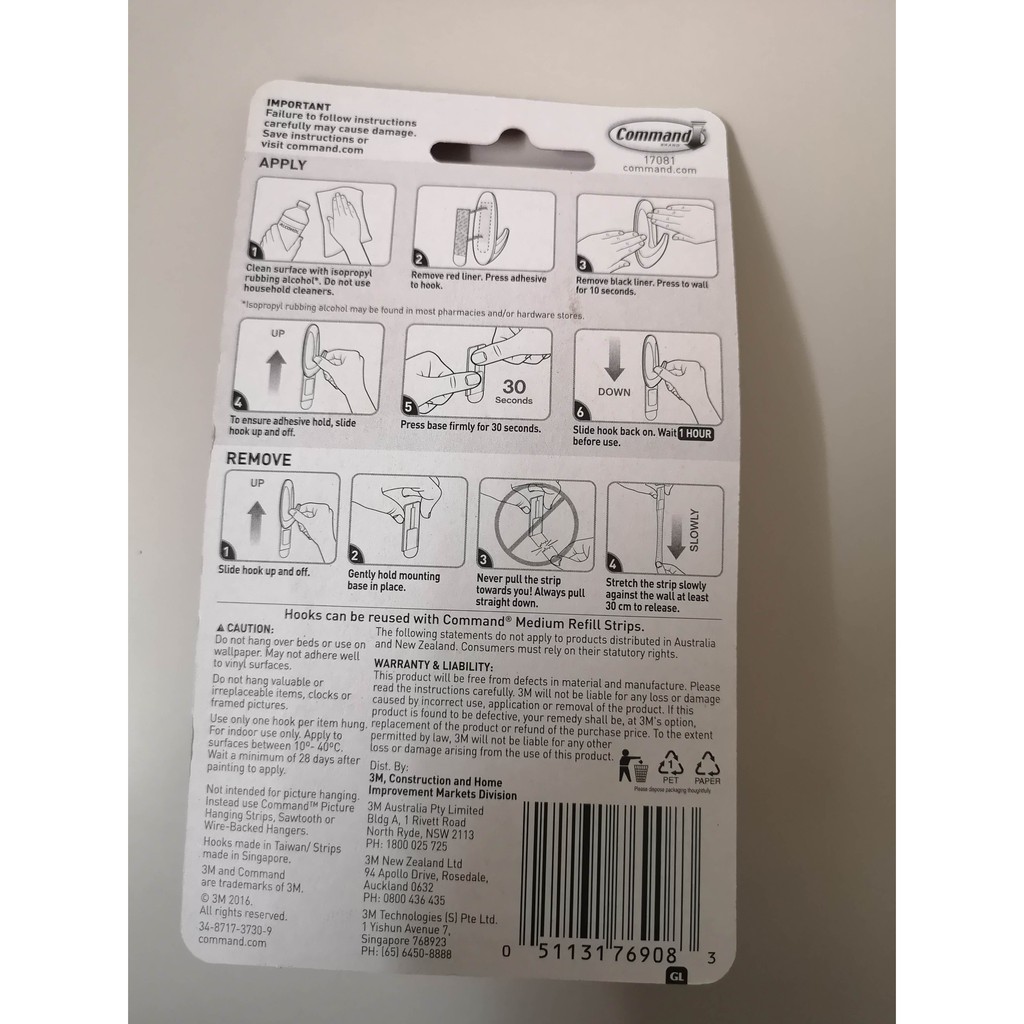 IMPORTANT
Failure to follow instructions
carefully may cause damage.
Save instructions or
visit command.com
Command
BRAND
17081
command.com
APPLY
1
Clean surface with isopropyl
rubbing alcohol*. Do not use
household cleaners.
2
Remove red liner. Press adhesive
to hook.
3
Remove black liner. Press to wall
for 10 seconds.
*Isopropyl rubbing alcohol may be found in most pharmacies and/or hardware stores.
UP
4
To ensure adhesive hold, slide
hook up and off.
30
Seconds
5
Press base firmly for 30 seconds.
DOWN
6
Slide hook back on. Wait 1 HOUR
before use.
REMOVE
UP
1
Slide hook up and off.
2
Gently hold mounting
base in place.
3
Never pull the strip
towards you! Always pull
straight down.
SLOWLY
4
Stretch the strip slowly
against the wall at least
30 cm to release.
Hooks can be reused with Command® Medium Refill Strips.
CAUTION:
Do not hang over beds or use on
wallpaper. May not adhere well
to vinyl surfaces.
Do not hang valuable or
irreplaceable items, clocks or
framed pictures.
Use only one hook per item hung.
For indoor use only. Apply to
surfaces between 10º- 40ºC.
Wait a minimum of 28 days after
painting to apply.
Not intended for picture hanging.
Instead use Command™ Picture
Hanging Strips, Sawtooth or
Wire-Backed Hangers.
Hooks made in Taiwan/ Strips
made in Singapore.
3M and Command
are trademarks of 3M.
© 3M 2016.
All rights reserved.
34-8717-3730-9
command.com
The following statements do not apply to products distributed in Australia
and New Zealand. Consumers must rely on their statutory rights.
WARRANTY & LIABILITY:
This product will be free from defects in material and manufacture. Please
read the instructions carefully. 3M will not be liable for any loss or damage
caused by incorrect use, application or removal of the product. If this
product is found to be defective, your remedy shall be, at 3M's option,
replacement of the product or refund of the purchase price. To the extent
permitted by law, 3M will not be liable for any other
loss or damage arising from the use of this product.
1
PET
PAPER
Please dispose packaging thoughtfully
Dist. By:
3M, Construction and Home
Improvement Markets Division
3M Australia Pty Limited
Bldg A, 1 Rivett Road
North Ryde, NSW 2113
PH: 1800 025 725
3M New Zealand Ltd
94 Apollo Drive, Rosedale,
Auckland 0632
PH: 0800 436 435
3M Technologies (S) Pte Ltd.
1 Yishun Avenue 7,
Singapore 768923
PH: (65) 6450-8888
0 51131 76908 3
GL